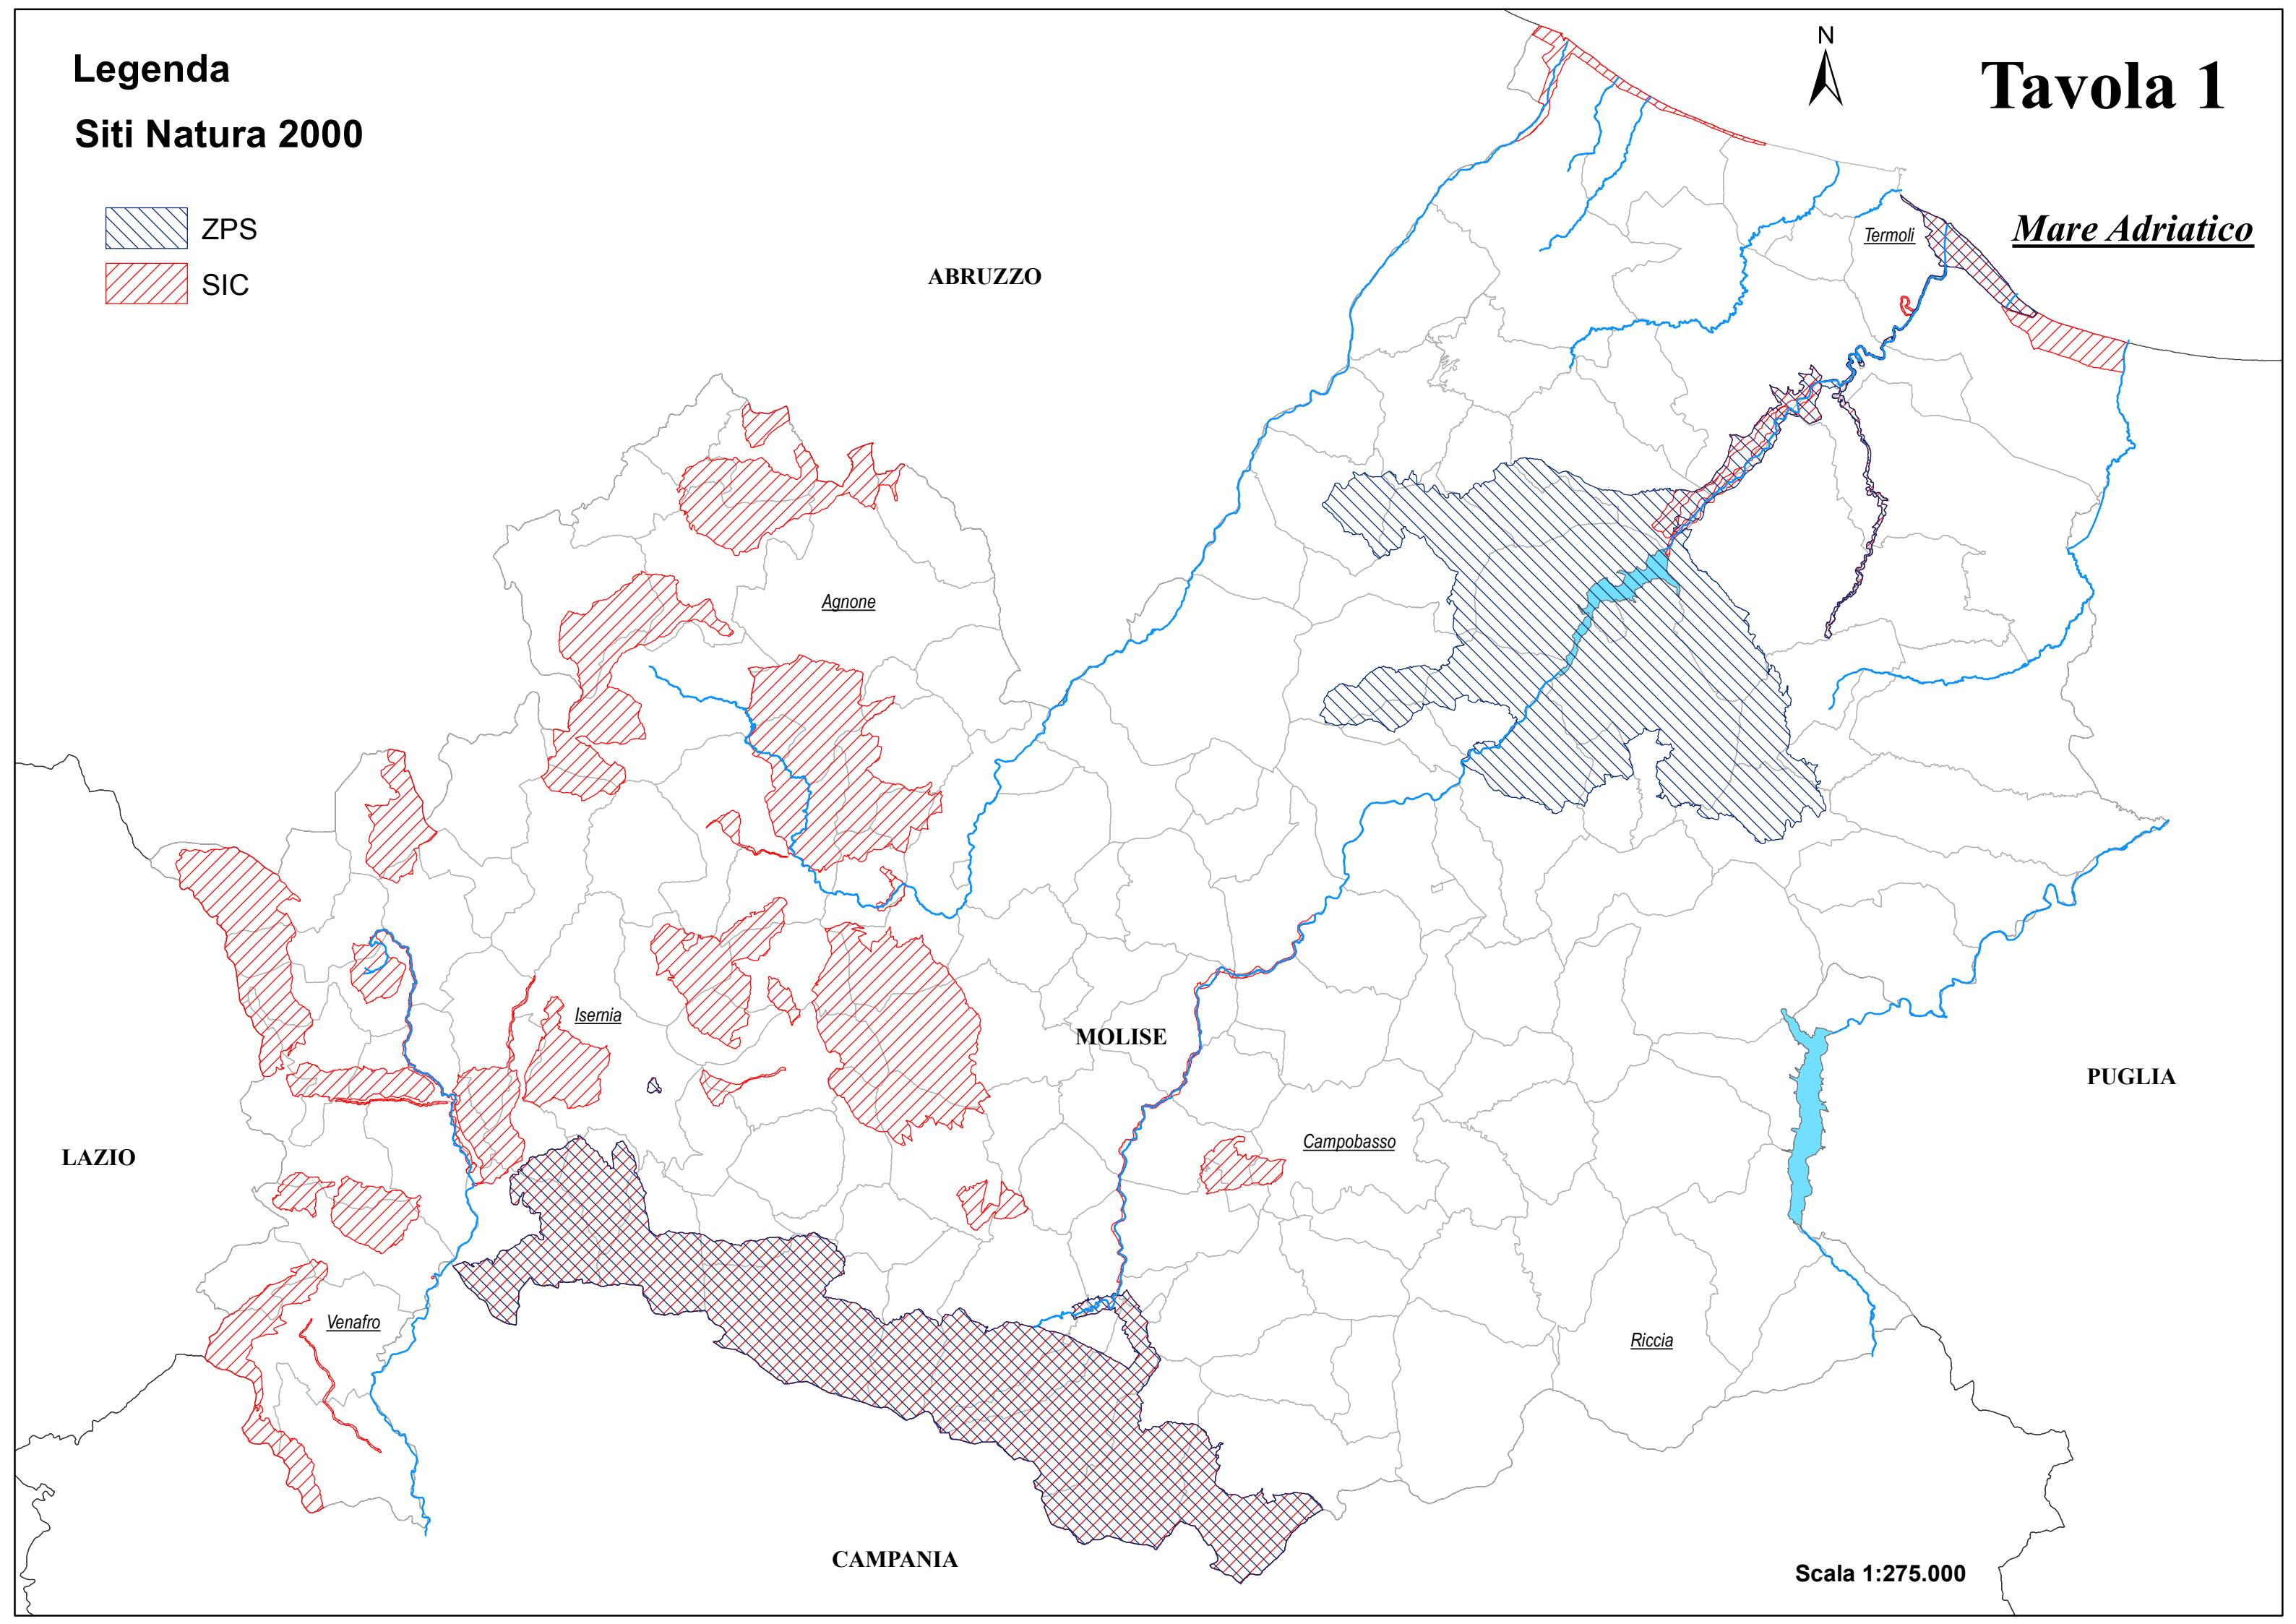 Legenda
Siti Natura 2000
ZPS
SIC
N
Tavola 1
Mare Adriatico
Termoli
ABRUZZO
Agnone
Isernia
MOLISE
PUGLIA
Campobasso
LAZIO
Venafro
Riccia
CAMPANIA
Scala 1:275.000